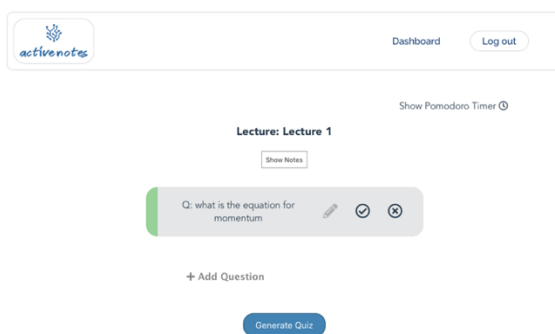 activenotes
Dashboard
Log out
Show Pomodoro Timer
Lecture: Lecture 1
Show Notes
Q: what is the equation for
momentum
+ Add Question
Generate Quiz